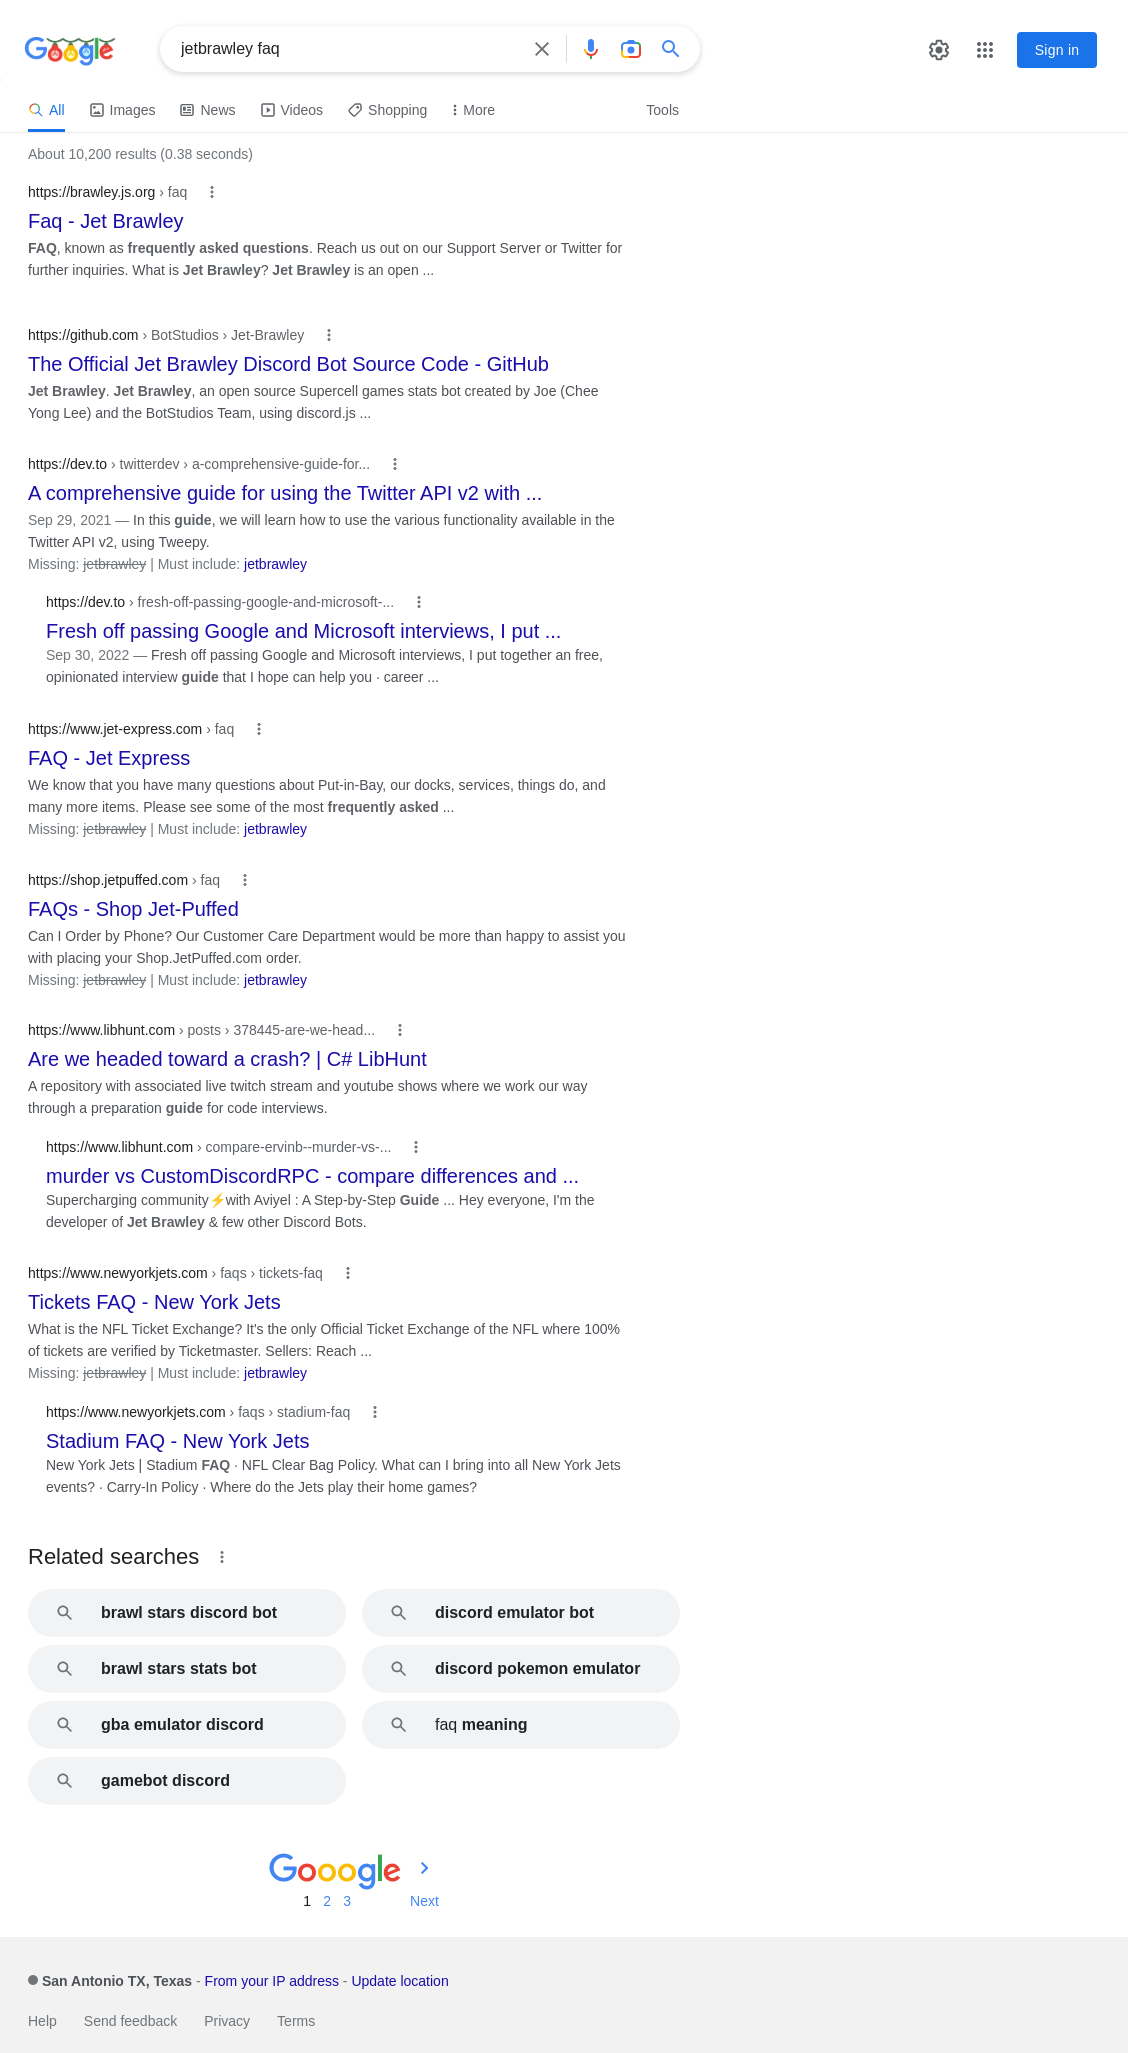 Google
jetbrawley faq
Sign in
All
Images
News
Videos
Shopping
More
Tools
About 10,200 results (0.38 seconds)
https://brawley.js.org › faq
Faq - Jet Brawley
FAQ, known as frequently asked questions. Reach us out on our Support Server or Twitter for
further inquiries. What is Jet Brawley? Jet Brawley is an open ...
https://github.com › BotStudios › Jet-Brawley
The Official Jet Brawley Discord Bot Source Code - GitHub
Jet Brawley. Jet Brawley, an open source Supercell games stats bot created by Joe (Chee
Yong Lee) and the BotStudios Team, using discord.js ...
https://dev.to › twitterdev › a-comprehensive-guide-for...
A comprehensive guide for using the Twitter API v2 with ...
Sep 29, 2021 — In this guide, we will learn how to use the various functionality available in the
Twitter API v2, using Tweepy.
Missing: jetbrawley | Must include: jetbrawley
https://dev.to › fresh-off-passing-google-and-microsoft-...
Fresh off passing Google and Microsoft interviews, I put ...
Sep 30, 2022 — Fresh off passing Google and Microsoft interviews, I put together an free,
opinionated interview guide that I hope can help you · career ...
https://www.jet-express.com › faq
FAQ - Jet Express
We know that you have many questions about Put-in-Bay, our docks, services, things do, and
many more items. Please see some of the most frequently asked ...
Missing: jetbrawley | Must include: jetbrawley
https://shop.jetpuffed.com › faq
FAQs - Shop Jet-Puffed
Can I Order by Phone? Our Customer Care Department would be more than happy to assist you
with placing your Shop.JetPuffed.com order.
Missing: jetbrawley | Must include: jetbrawley
https://www.libhunt.com › posts › 378445-are-we-head...
Are we headed toward a crash? | C# LibHunt
A repository with associated live twitch stream and youtube shows where we work our way
through a preparation guide for code interviews.
https://www.libhunt.com › compare-ervinb--murder-vs-...
murder vs CustomDiscordRPC - compare differences and ...
Supercharging community⚡with Aviyel : A Step-by-Step Guide ... Hey everyone, I'm the
developer of Jet Brawley & few other Discord Bots.
https://www.newyorkjets.com › faqs › tickets-faq
Tickets FAQ - New York Jets
What is the NFL Ticket Exchange? It's the only Official Ticket Exchange of the NFL where 100%
of tickets are verified by Ticketmaster. Sellers: Reach ...
Missing: jetbrawley | Must include: jetbrawley
https://www.newyorkjets.com › faqs › stadium-faq
Stadium FAQ - New York Jets
New York Jets | Stadium FAQ · NFL Clear Bag Policy. What can I bring into all New York Jets
events? · Carry-In Policy · Where do the Jets play their home games?
Related searches
brawl stars discord bot
discord emulator bot
brawl stars stats bot
discord pokemon emulator
gba emulator discord
faq meaning
gamebot discord
Gooogle
1 2 3 Next
San Antonio TX, Texas - From your IP address - Update location
Help Send feedback Privacy Terms